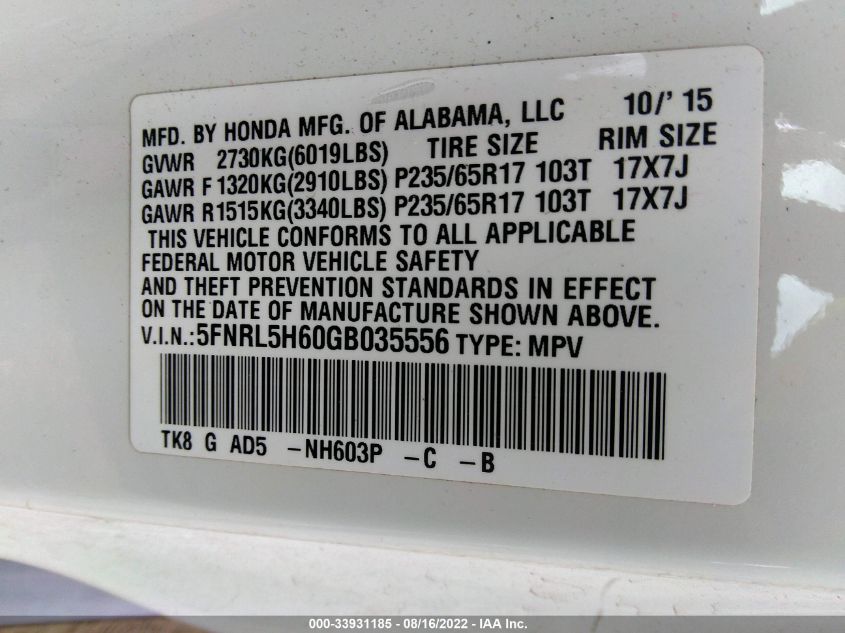 MFD. BY HONDA MFG. OF ALABAMA, LLC 10/' 15
GVWR 2730KG(6019LBS) TIRE SIZE RIM SIZE
GAWR F 1320KG(2910LBS) P235/65R17 103T 17X7J
GAWR R 1515KG(3340LBS) P235/65R17 103T 17X7J
THIS VEHICLE CONFORMS TO ALL APPLICABLE
FEDERAL MOTOR VEHICLE SAFETY
AND THEFT PREVENTION STANDARDS IN EFFECT
ON THE DATE OF MANUFACTURE SHOWN ABOVE.
V.I.N.:5FNRL5H60GB035556 TYPE: MPV
TK8 G AD5 -NH603P -C -B
000-33931185 - 08/16/2022 - IAA Inc.